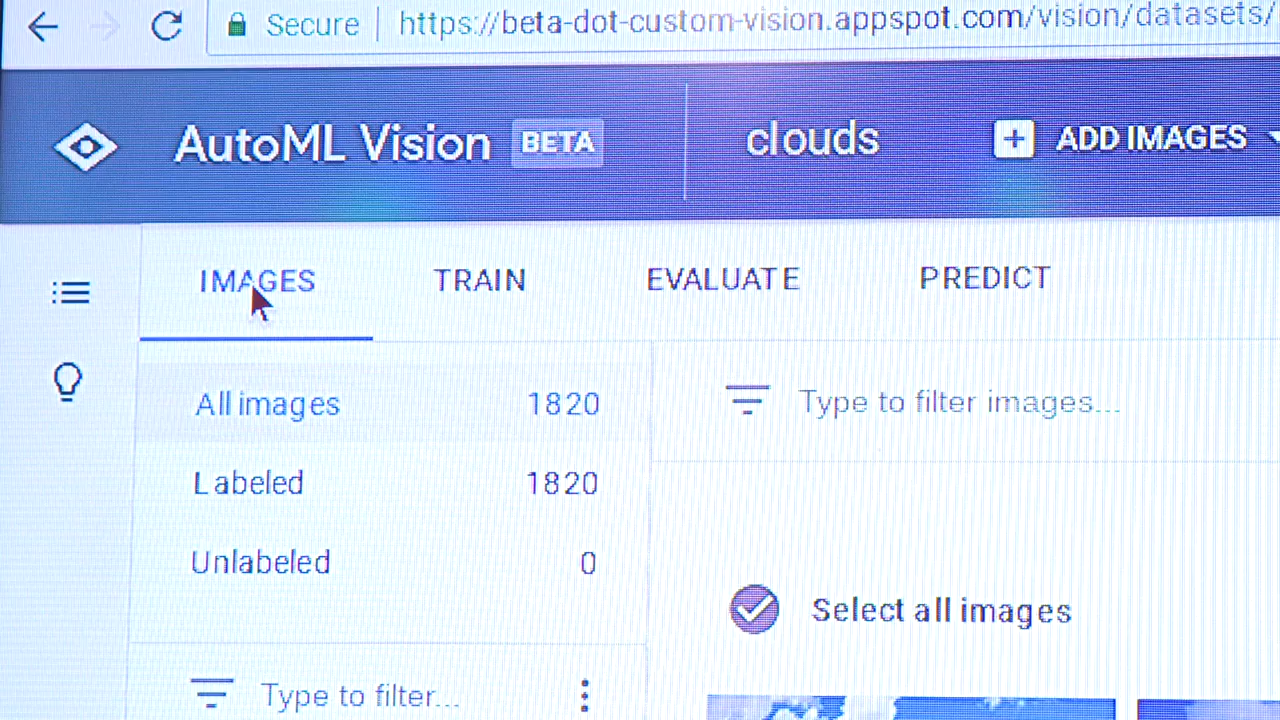 Secure https://beta-dot-custom-vision.appspot.com/vision/datasets/
AutoML Vision BETA clouds ADD IMAGES
IMAGES TRAIN EVALUATE PREDICT
All images 1820
Type to filter images...
Labeled 1820
Unlabeled 0
Select all images
Type to filter...